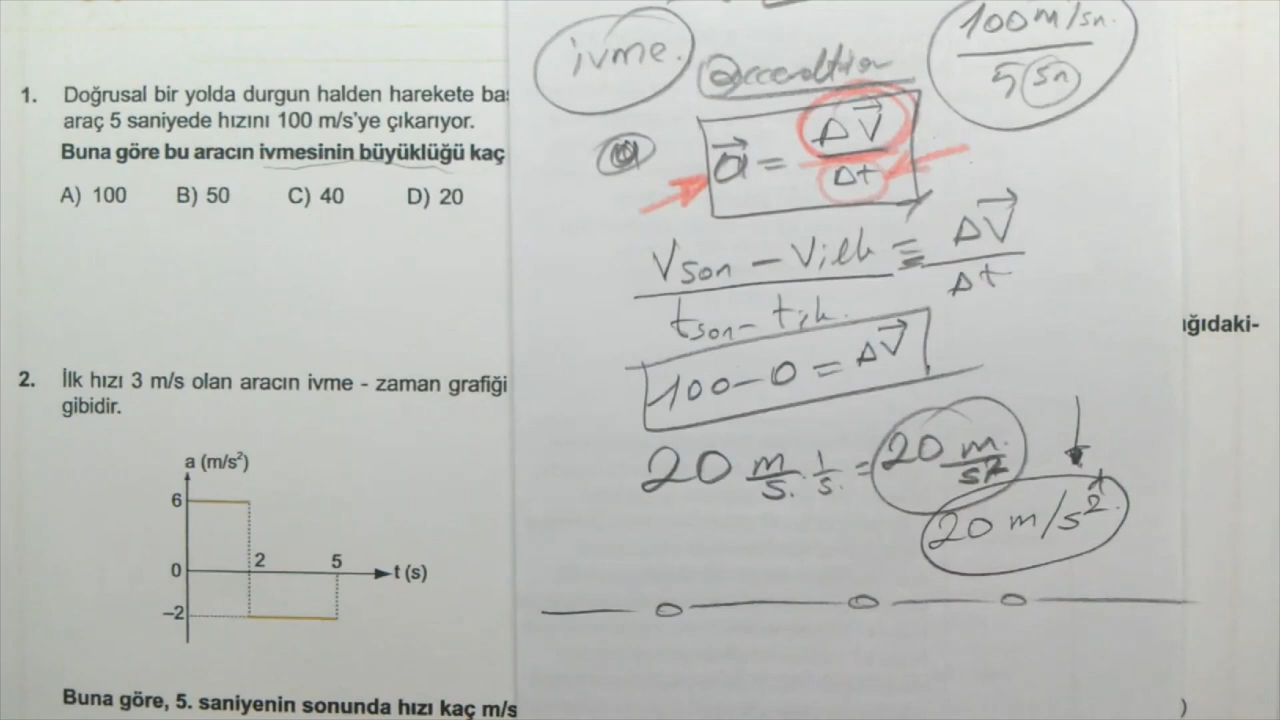 1. Doğrusal bir yolda durgun halden harekete
araç 5 saniyede hızını 100 m/s'ye çıkarıyor.
Buna göre bu aracın ivmesinin büyüklüğü kaç
A) 100 B) 50 C) 40 D) 20
2. İlk hızı 3 m/s olan aracın ivme - zaman grafiği
gibidir.
a (m/s²)
6
0
-2
2 5
t (s)
Buna göre, 5. saniyenin sonunda hızı kaç m/s
ivme.
a = ΔV / Δt
100 m/sn. / 5 sn
Vson - Vilk / tson - tilk = ΔV / Δt
100 - 0 = ΔV
20 m/s. 1/s. = 20 m/s²
20 m/s²
ğıdaki-
)